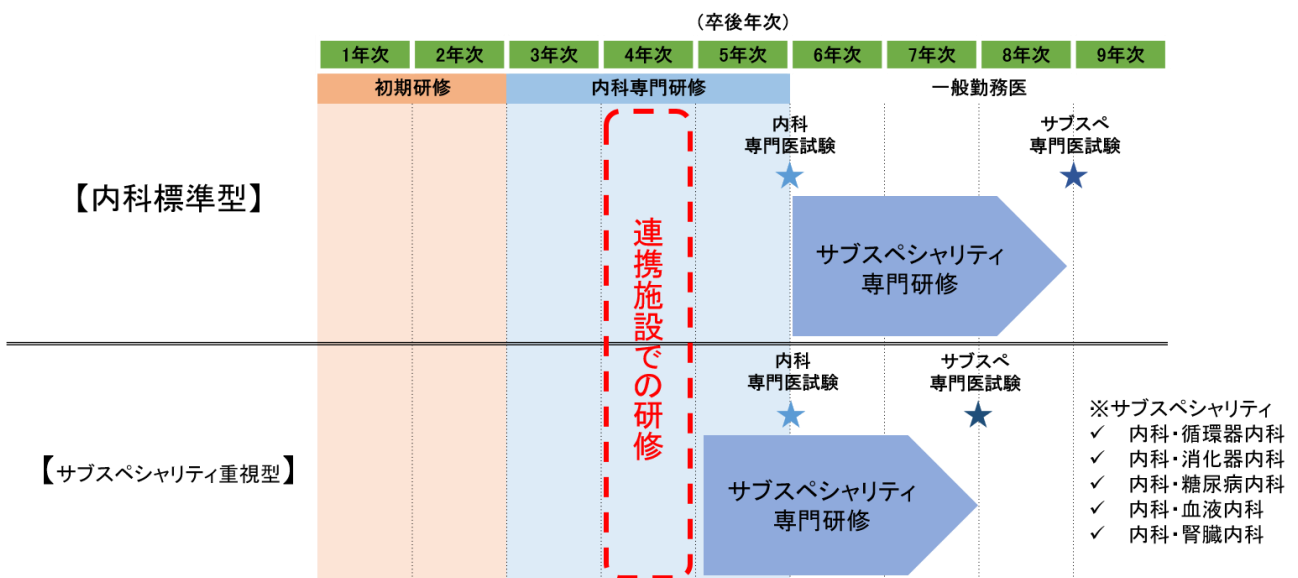 (卒後年次)
1年次 2年次 3年次 4年次 5年次 6年次 7年次 8年次 9年次
初期研修 内科専門研修 一般勤務医
【内科標準型】
内科
専門医試験
サブスペ
専門医試験
サブスペシャリティ
専門研修
連携施設での研修
【サブスペシャリティ重視型】
内科
専門医試験
サブスペ
専門医試験
サブスペシャリティ
専門研修
※サブスペシャリティ
✓ 内科・循環器内科
✓ 内科・消化器内科
✓ 内科・糖尿病内科
✓ 内科・血液内科
✓ 内科・腎臓内科